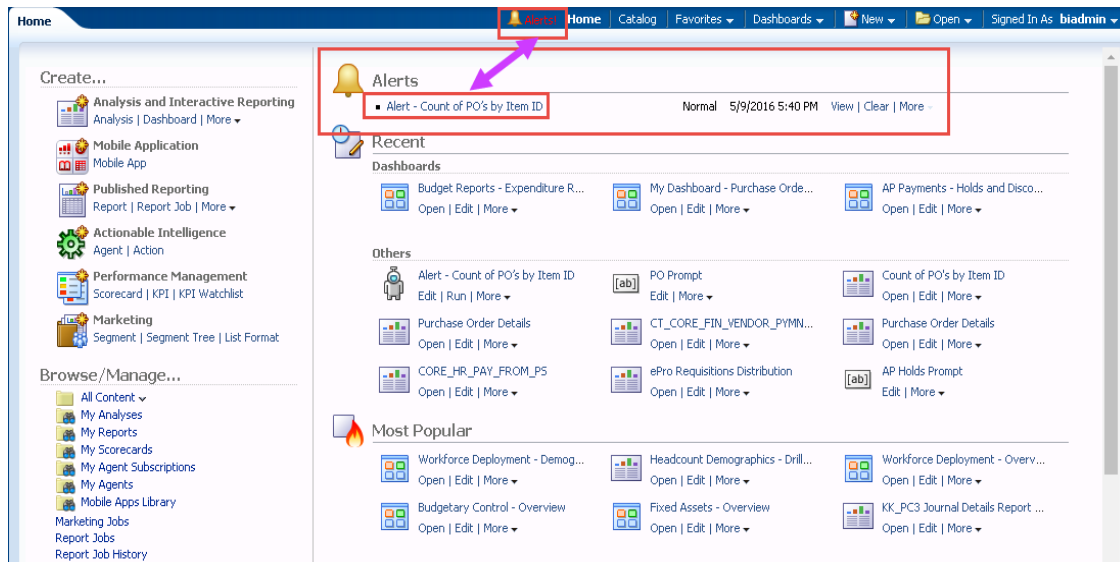 Home
Alerts! Home Catalog Favorites Dashboards New Open Signed In As biadmin
Create...
Analysis and Interactive Reporting
Analysis | Dashboard | More
Mobile Application
Mobile App
Published Reporting
Report | Report Job | More
Actionable Intelligence
Agent | Action
Performance Management
Scorecard | KPI | KPI Watchlist
Marketing
Segment | Segment Tree | List Format
Browse/Manage...
All Content
My Analyses
My Reports
My Scorecards
My Agent Subscriptions
My Agents
Mobile Apps Library
Marketing Jobs
Report Jobs
Report Job History
Alerts
Alert - Count of PO's by Item ID Normal 5/9/2016 5:40 PM View | Clear | More
Recent
Dashboards
Budget Reports - Expenditure R... My Dashboard - Purchase Orde... AP Payments - Holds and Disco...
Open | Edit | More Open | Edit | More Open | Edit | More
Others
Alert - Count of PO's by Item ID PO Prompt Count of PO's by Item ID
Edit | Run | More [ab] Edit | More Open | Edit | More
Purchase Order Details CT_CORE_FIN_VENDOR_PYMN... Purchase Order Details
Open | Edit | More Open | Edit | More Open | Edit | More
CORE_HR_PAY_FROM_PS ePro Requisitions Distribution AP Holds Prompt
Open | Edit | More Open | Edit | More [ab] Edit | More
Most Popular
Workforce Deployment - Demog... Headcount Demographics - Drill... Workforce Deployment - Overv...
Open | Edit | More Open | Edit | More Open | Edit | More
Budgetary Control - Overview Fixed Assets - Overview KK_PC3 Journal Details Report ...
Open | Edit | More Open | Edit | More Open | Edit | More